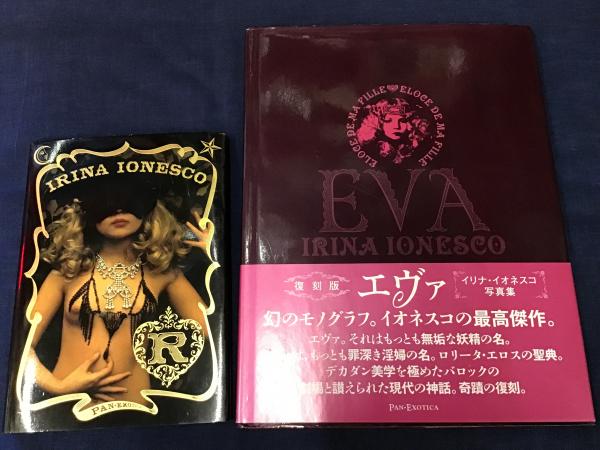 IRINA IONESCO
R
PAN-EXOTICA
ELOGE DE MA FILLE ELOGE DE MA FILLE
EVA
IRINA IONESCO
復刻版
エヴァ
イリナ・イオネスコ
写真集
幻のモノグラフ。イオネスコの最高傑作。
エヴァ。それはもっとも無垢な妖精の名。
もっとも罪深き淫婦の名。ロリータ・エロスの聖典。
デカダン美学を極めたバロックの
と讃えられた現代の神話。奇蹟の復刻。
PAN-EXOTICA